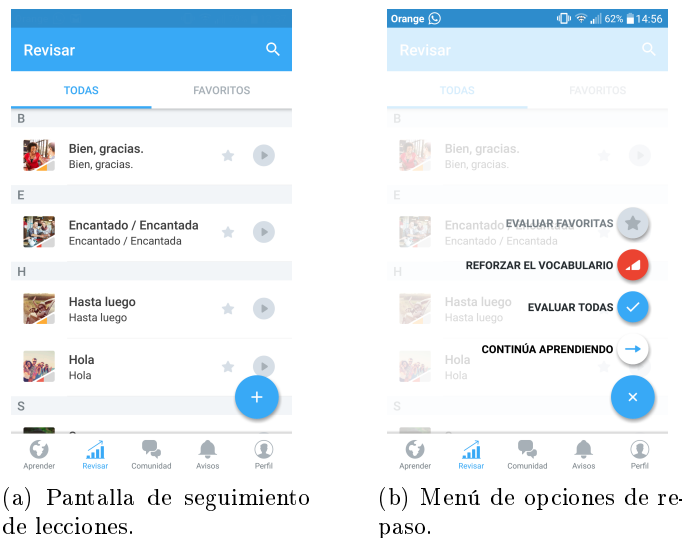 Revisar
TODAS FAVORITOS
B
Bien, gracias.
Bien, gracias.
E
Encantado / Encantada
Encantado / Encantada
H
Hasta luego
Hasta luego
Hola
Hola
+
S
Aprender Revisar Comunidad Avisos Perfil
(a) Pantalla de seguimiento
de lecciones.
Orange 62% 14:56
Revisar
TODAS FAVORITOS
B
Bien, gracias.
Bien, gracias.
E
Encantado / Encantada
EVALUAR FAVORITAS
Encantado / Encantada
REFORZAR EL VOCABULARIO
H
Hasta luego
Hasta luego
EVALUAR TODAS
CONTINÚA APRENDIENDO
Hola
Hola
S
Aprender Revisar Comunidad Avisos Perfil
(b) Menú de opciones de re-
paso.